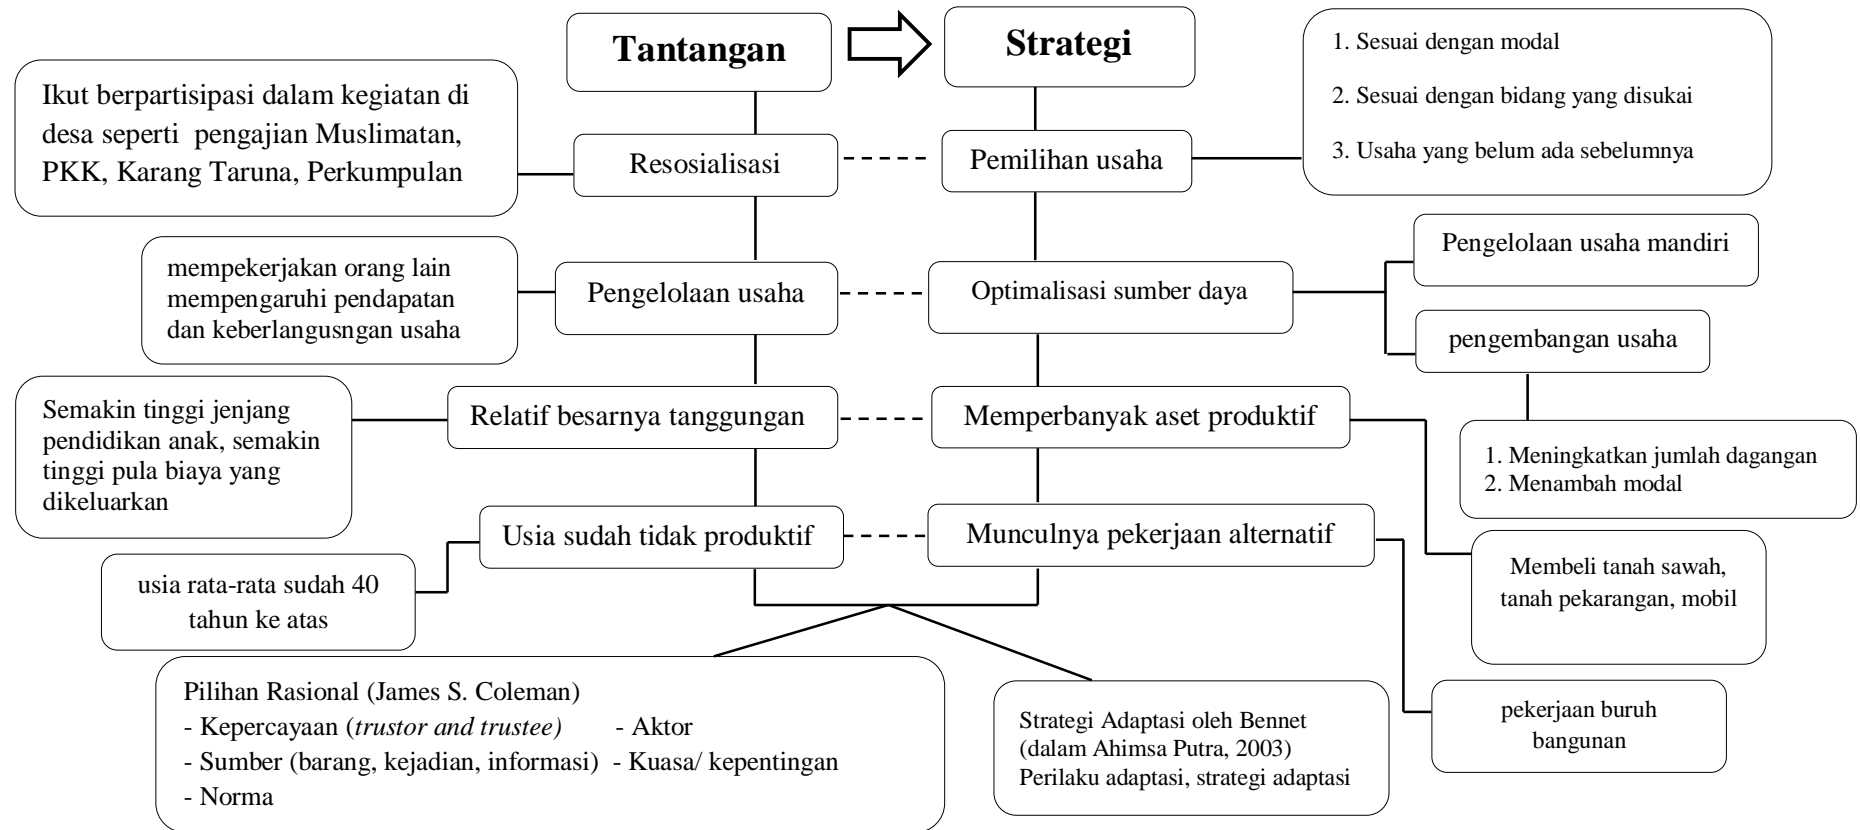 Tantangan
Strategi
1. Sesuai dengan modal
2. Sesuai dengan bidang yang disukai
3. Usaha yang belum ada sebelumnya
Ikut berpartisipasi dalam kegiatan di
desa seperti pengajian Muslimatan,
PKK, Karang Taruna, Perkumpulan
Resosialisasi
Pemilihan usaha
mempekerjakan orang lain
mempengaruhi pendapatan
dan keberlangusngan usaha
Pengelolaan usaha
Optimalisasi sumber daya
Pengelolaan usaha mandiri
pengembangan usaha
1. Meningkatkan jumlah dagangan
2. Menambah modal
Semakin tinggi jenjang
pendidikan anak, semakin
tinggi pula biaya yang
dikeluarkan
Relatif besarnya tanggungan
Memperbanyak aset produktif
Membeli tanah sawah,
tanah pekarangan, mobil
usia rata-rata sudah 40
tahun ke atas
Usia sudah tidak produktif
Munculnya pekerjaan alternatif
pekerjaan buruh
bangunan
Pilihan Rasional (James S. Coleman)
- Kepercayaan (trustor and trustee) - Aktor
- Sumber (barang, kejadian, informasi) - Kuasa/ kepentingan
- Norma
Strategi Adaptasi oleh Bennet
(dalam Ahimsa Putra, 2003)
Perilaku adaptasi, strategi adaptasi